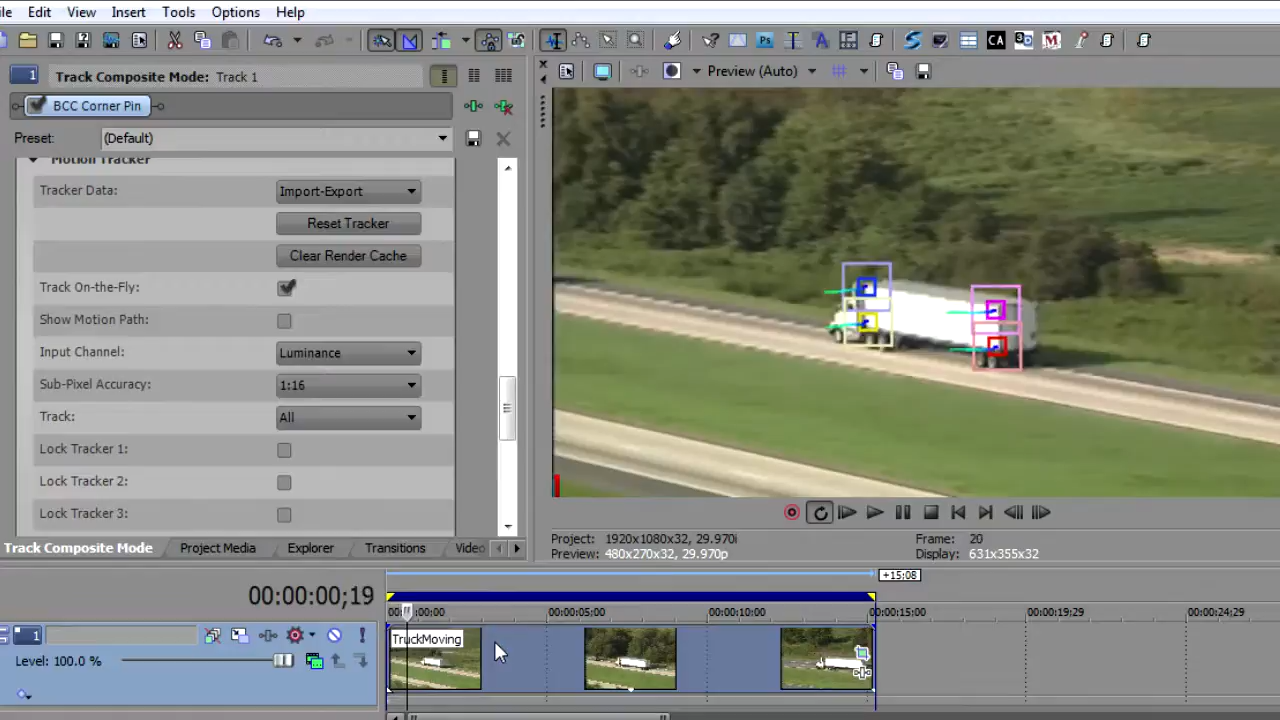 ile Edit View Insert Tools Options Help
1 Track Composite Mode: Track 1
Preview (Auto)
BCC Corner Pin
Preset: (Default)
Motion Tracker
Tracker Data: Import-Export
Reset Tracker
Clear Render Cache
Track On-the-Fly:
Show Motion Path:
Input Channel: Luminance
Sub-Pixel Accuracy: 1:16
Track: All
Lock Tracker 1:
Lock Tracker 2:
Lock Tracker 3:
Track Composite Mode Project Media Explorer Transitions Video
Project: 1920x1080x32, 29.970i Frame: 20
Preview: 480x270x32, 29.970p Display: 631x355x32
+15:08
00:00:00;19
00:00:05;00 00:00:10;00 00:00:15;00 00:00:19;29 00:00:24;29
1 TruckMoving
Level: 100.0 %